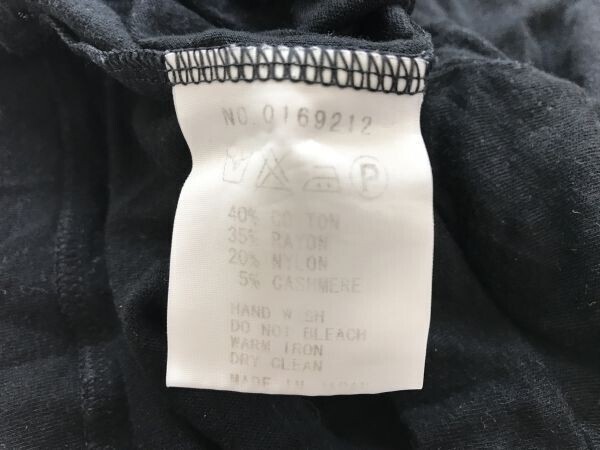 NO.0169212
P
40% COTTON
35% RAYON
20% NYLON
5% CASHMERE
HAND WASH
DO NOT BLEACH
WARM IRON
DRY CLEAN
MADE IN JAPAN